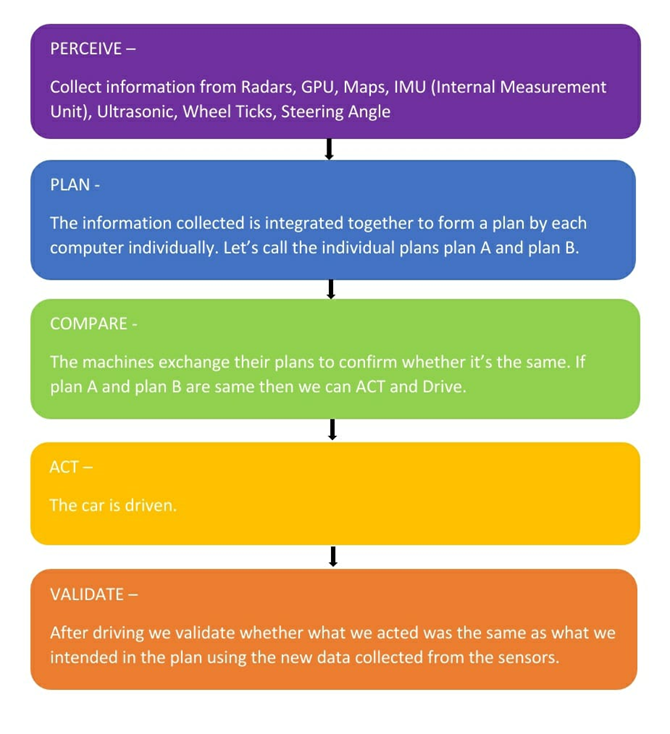 PERCEIVE –
Collect information from Radars, GPU, Maps, IMU (Internal Measurement
Unit), Ultrasonic, Wheel Ticks, Steering Angle
PLAN -
The information collected is integrated together to form a plan by each
computer individually. Let’s call the individual plans plan A and plan B.
COMPARE -
The machines exchange their plans to confirm whether it’s the same. If
plan A and plan B are same then we can ACT and Drive.
ACT –
The car is driven.
VALIDATE –
After driving we validate whether what we acted was the same as what we
intended in the plan using the new data collected from the sensors.